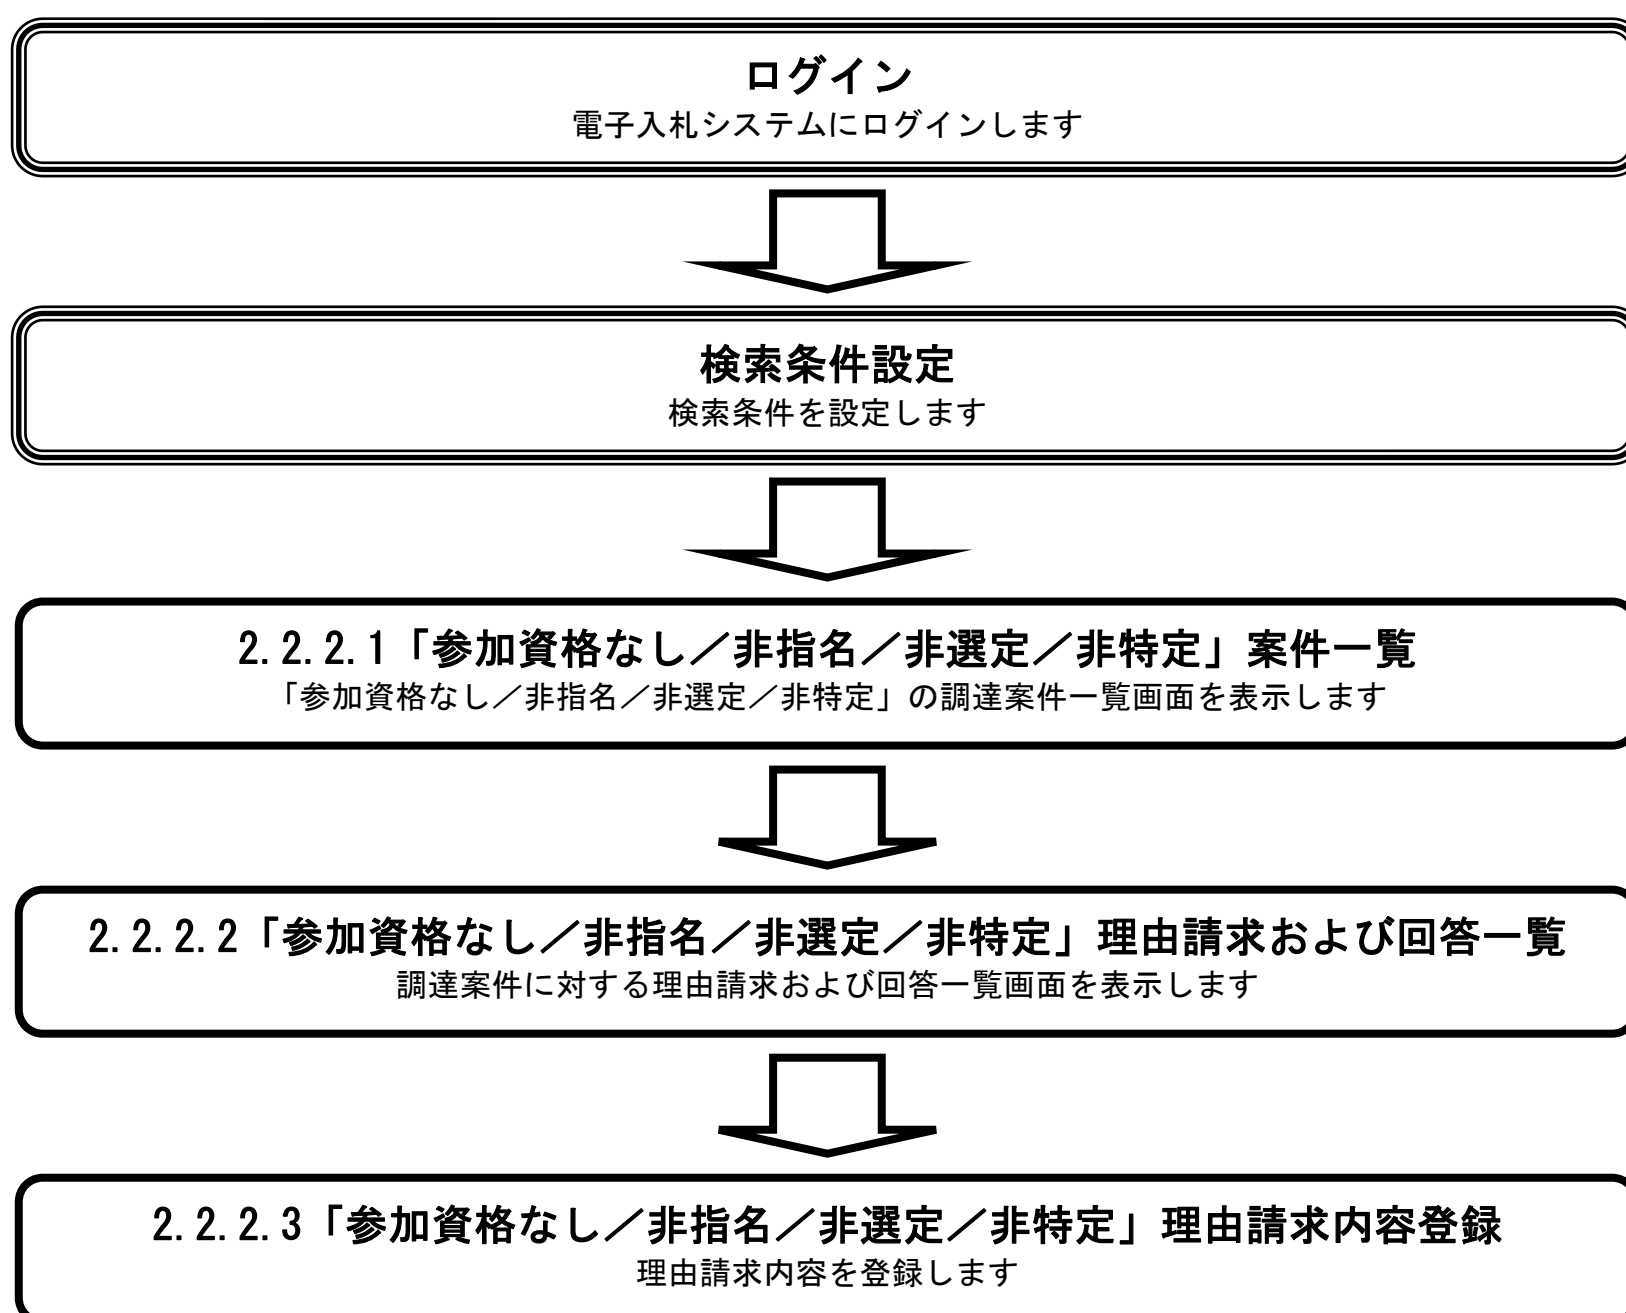 ログイン
電子入札システムにログインします
検索条件設定
検索条件を設定します
2.2.2.1「参加資格なし／非指名／非選定／非特定」案件一覧
「参加資格なし／非指名／非選定／非特定」の調達案件一覧画面を表示します
2.2.2.2「参加資格なし／非指名／非選定／非特定」理由請求および回答一覧
調達案件に対する理由請求および回答一覧画面を表示します
2.2.2.3「参加資格なし／非指名／非選定／非特定」理由請求内容登録
理由請求内容を登録します